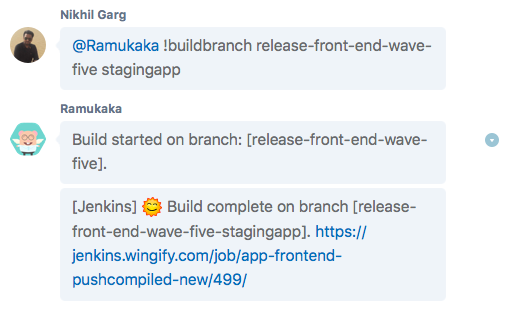 Nikhil Garg
@Ramukaka !buildbranch release-front-end-wave-
five stagingapp
Ramukaka
Build started on branch: [release-front-end-wave-
five].
[Jenkins] 🌞 Build complete on branch [release-
front-end-wave-five-stagingapp]. https://
jenkins.wingify.com/job/app-frontend-
pushcompiled-new/499/